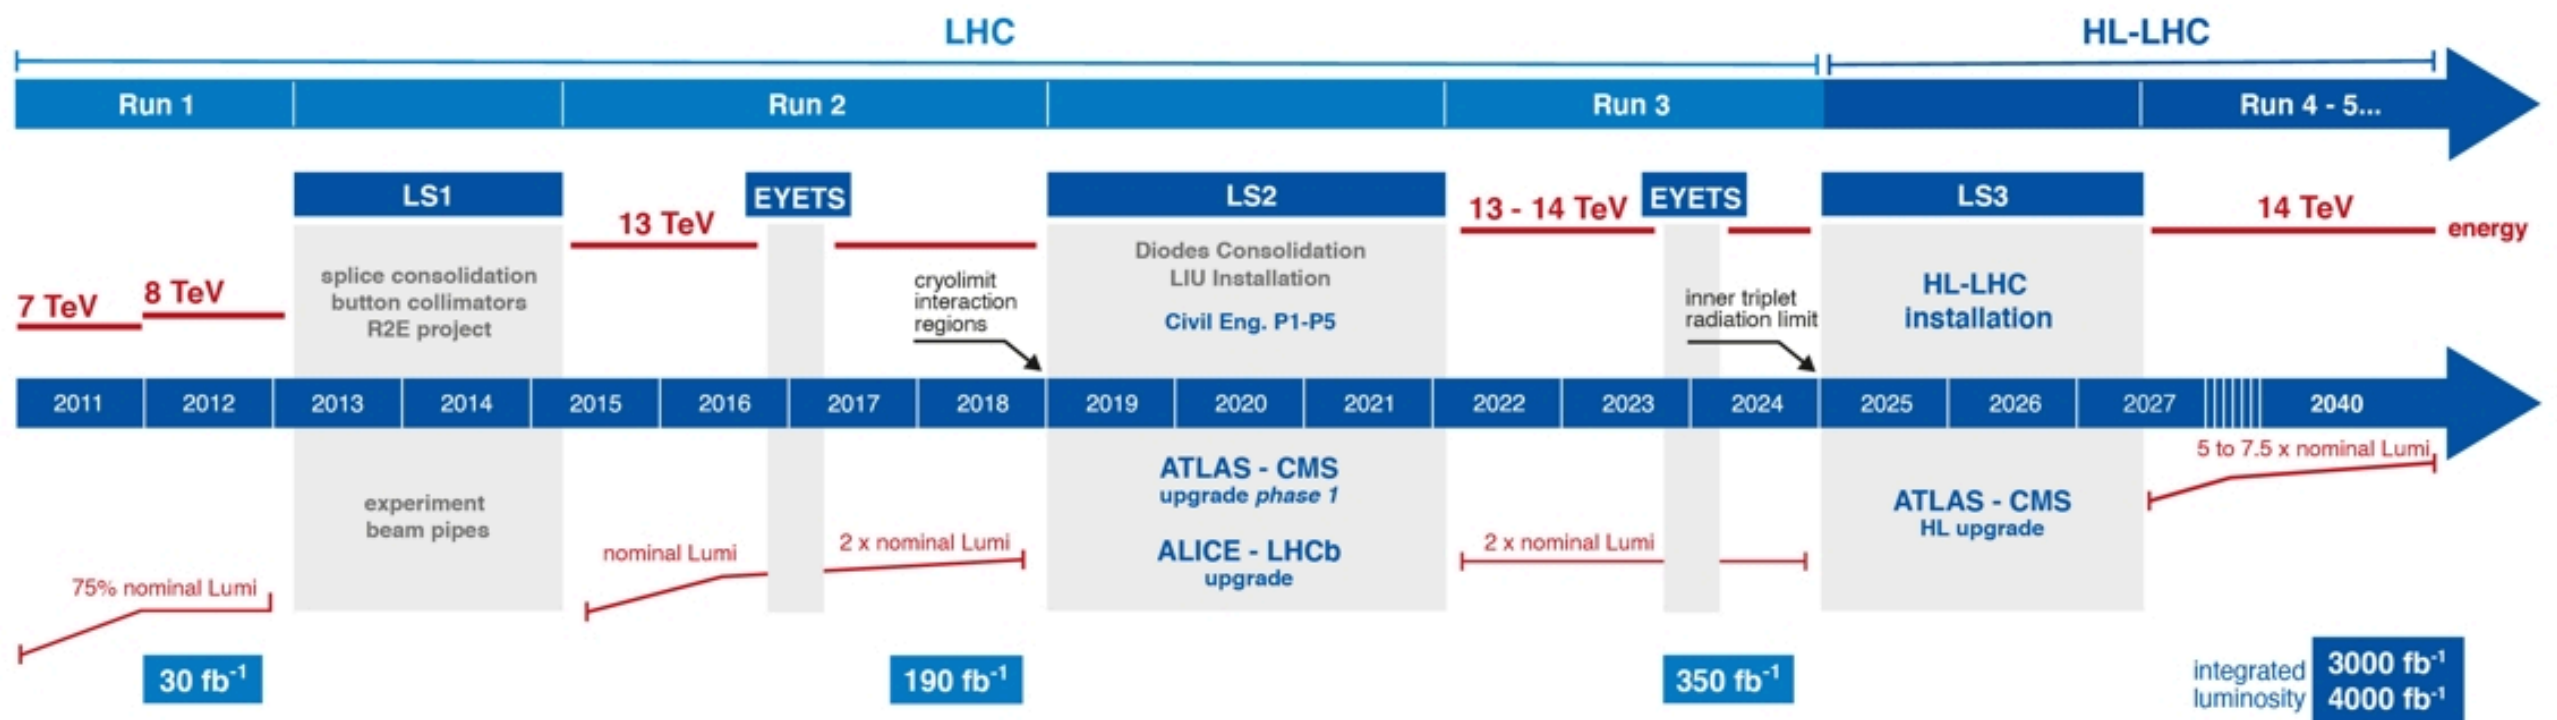 LHC
HL-LHC
Run 1
Run 2
Run 3
Run 4 - 5...
LS1
EYETS
LS2
EYETS
LS3
7 TeV
8 TeV
13 TeV
13 - 14 TeV
14 TeV
energy
splice consolidation
button collimators
R2E project
cryolimit
interaction
regions
Diodes Consolidation
LIU Installation
Civil Eng. P1-P5
inner triplet
radiation limit
HL-LHC
installation
2011 2012 2013 2014 2015 2016 2017 2018 2019 2020 2021 2022 2023 2024 2025 2026 2027 2040
75% nominal Lumi
experiment
beam pipes
nominal Lumi
2 x nominal Lumi
ATLAS - CMS
upgrade phase 1
ALICE - LHCb
upgrade
2 x nominal Lumi
ATLAS - CMS
HL upgrade
5 to 7.5 x nominal Lumi
30 fb⁻¹
190 fb⁻¹
350 fb⁻¹
integrated
luminosity
3000 fb⁻¹
4000 fb⁻¹